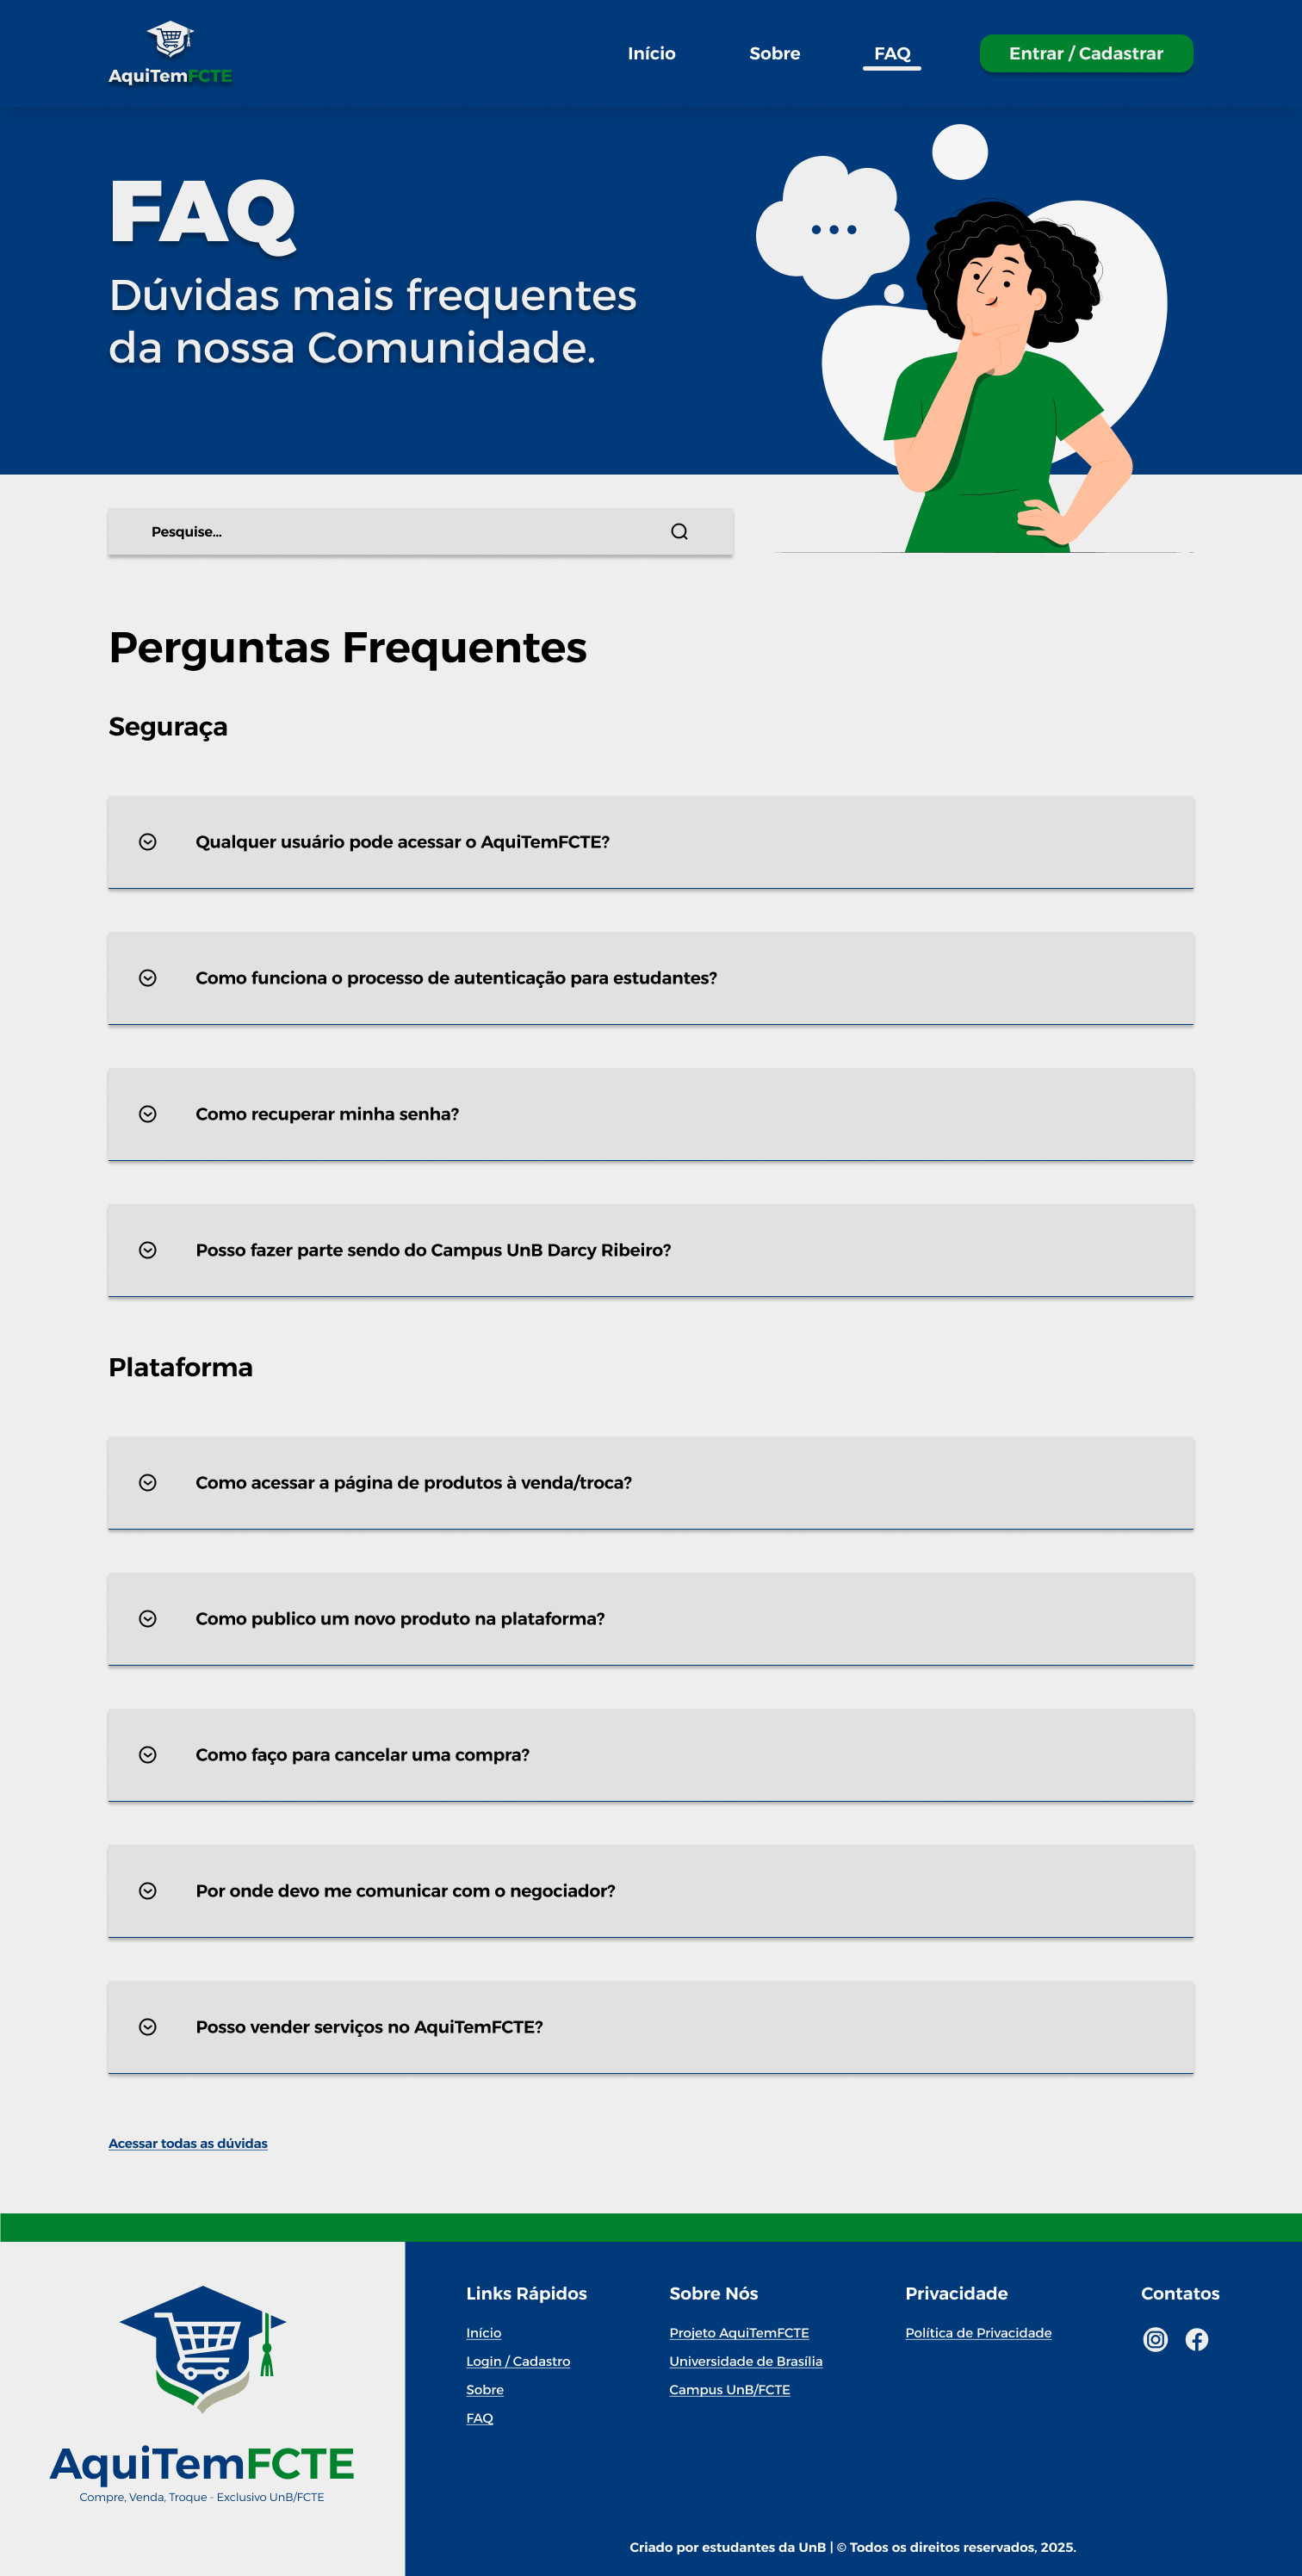 AquiTemFCTE
Início
Sobre
FAQ
Entrar / Cadastrar
FAQ
Dúvidas mais frequentes
da nossa Comunidade.
Pesquise...
Perguntas Frequentes
Seguraça
Qualquer usuário pode acessar o AquiTemFCTE?
Como funciona o processo de autenticação para estudantes?
Como recuperar minha senha?
Posso fazer parte sendo do Campus UnB Darcy Ribeiro?
Plataforma
Como acessar a página de produtos à venda/troca?
Como publico um novo produto na plataforma?
Como faço para cancelar uma compra?
Por onde devo me comunicar com o negociador?
Posso vender serviços no AquiTemFCTE?
Acessar todas as dúvidas
AquiTemFCTE
Compre, Venda, Troque - Exclusivo UnB/FCTE
Links Rápidos
Início
Login / Cadastro
Sobre
FAQ
Sobre Nós
Projeto AquiTemFCTE
Universidade de Brasília
Campus UnB/FCTE
Privacidade
Política de Privacidade
Contatos
Criado por estudantes da UnB | © Todos os direitos reservados, 2025.